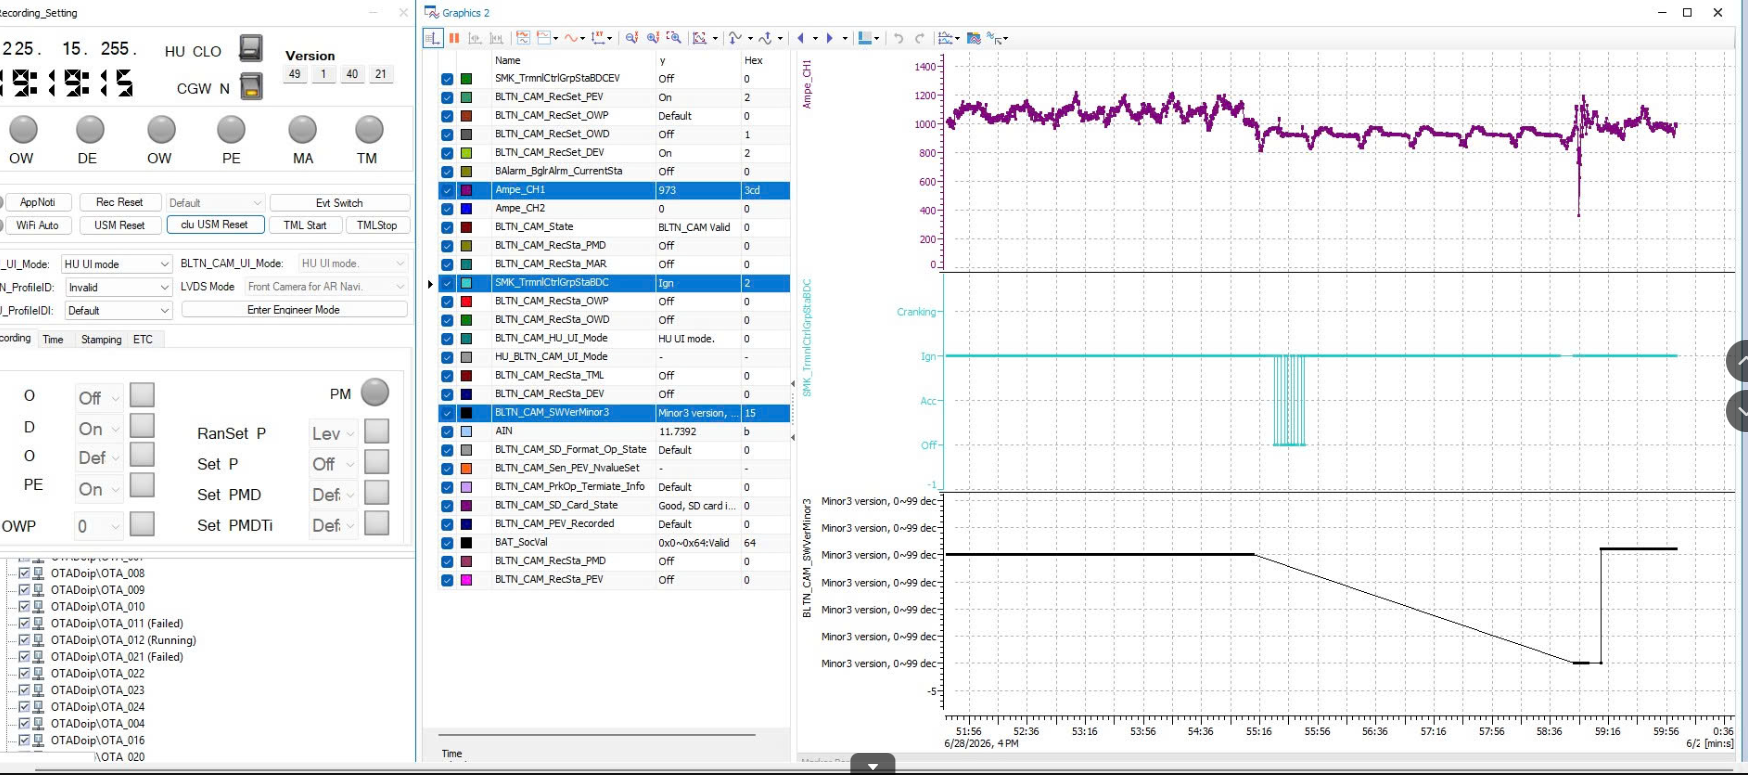 Recording_Setting
225. 15. 255.
HU CLO
Version
19:19:15
CGW N
49 1 40 21
OW DE OW PE MA TM
AppNoti Rec Reset Default Evt Switch
WiFi Auto USM Reset clu USM Reset TML Start TMLStop
_UI_Mode: HU UI mode BLTN_CAM_UI_Mode: HU UI mode.
N_ProfileID: Invalid LVDS Mode Front Camera for AR Navi.
J_ProfileIDI: Default Enter Engineer Mode
cording Time Stamping ETC
O Off PM
D On RanSet P Lev
O Def Set P Off
PE On Set PMD Def
OWP 0 Set PMDTi Def
OTADoip\OTA_008
OTADoip\OTA_009
OTADoip\OTA_010
OTADoip\OTA_011 (Failed)
OTADoip\OTA_012 (Running)
OTADoip\OTA_021 (Failed)
OTADoip\OTA_022
OTADoip\OTA_023
OTADoip\OTA_024
OTADoip\OTA_004
OTADoip\OTA_016
\OTA 020
Graphics 2
Name y Hex
SMK_TrmnlCtrlGrpStaBDCEV Off 0
BLTN_CAM_RecSet_PEV On 2
BLTN_CAM_RecSet_OWP Default 0
BLTN_CAM_RecSet_OWD Off 1
BLTN_CAM_RecSet_DEV On 2
BAlarm_BglrAlrm_CurrentSta Off 0
Ampe_CH1 973 3cd
Ampe_CH2 0 0
BLTN_CAM_State BLTN_CAM Valid 0
BLTN_CAM_RecSta_PMD Off 0
BLTN_CAM_RecSta_MAR Off 0
SMK_TrmnlCtrlGrpStaBDC Ign 2
BLTN_CAM_RecSta_OWP Off 0
BLTN_CAM_RecSta_OWD Off 0
BLTN_CAM_HU_UI_Mode HU UI mode. 0
HU_BLTN_CAM_UI_Mode - -
BLTN_CAM_RecSta_TML Off 0
BLTN_CAM_RecSta_DEV Off 0
BLTN_CAM_SWVerMinor3 Minor3 version, ... 15
AIN 11.7392 b
BLTN_CAM_SD_Format_Op_State Default 0
BLTN_CAM_Sen_PEV_NvalueSet - -
BLTN_CAM_PrkOp_Termiate_Info Default 0
BLTN_CAM_SD_Card_State Good, SD card i... 0
BLTN_CAM_PEV_Recorded Default 0
BAT_SocVal 0x0~0x64:Valid 64
BLTN_CAM_RecSta_PMD Off 0
BLTN_CAM_RecSta_PEV Off 0
Time
Ampe_CH1
1400
1200
1000
800
600
400
200
0
SMK_TrmnlCtrlGrpStaBDC
Cranking
Ign
Acc
Off
-1
BLTN_CAM_SWVerMinor3
Minor3 version, 0~99 dec
Minor3 version, 0~99 dec
Minor3 version, 0~99 dec
Minor3 version, 0~99 dec
Minor3 version, 0~99 dec
Minor3 version, 0~99 dec
Minor3 version, 0~99 dec
-5
51:56 52:36 53:16 53:56 54:36 55:16 55:56 56:36 57:16 57:56 58:36 59:16 59:56 0:36
6/28/2026, 4 PM 6/2 [min:s]